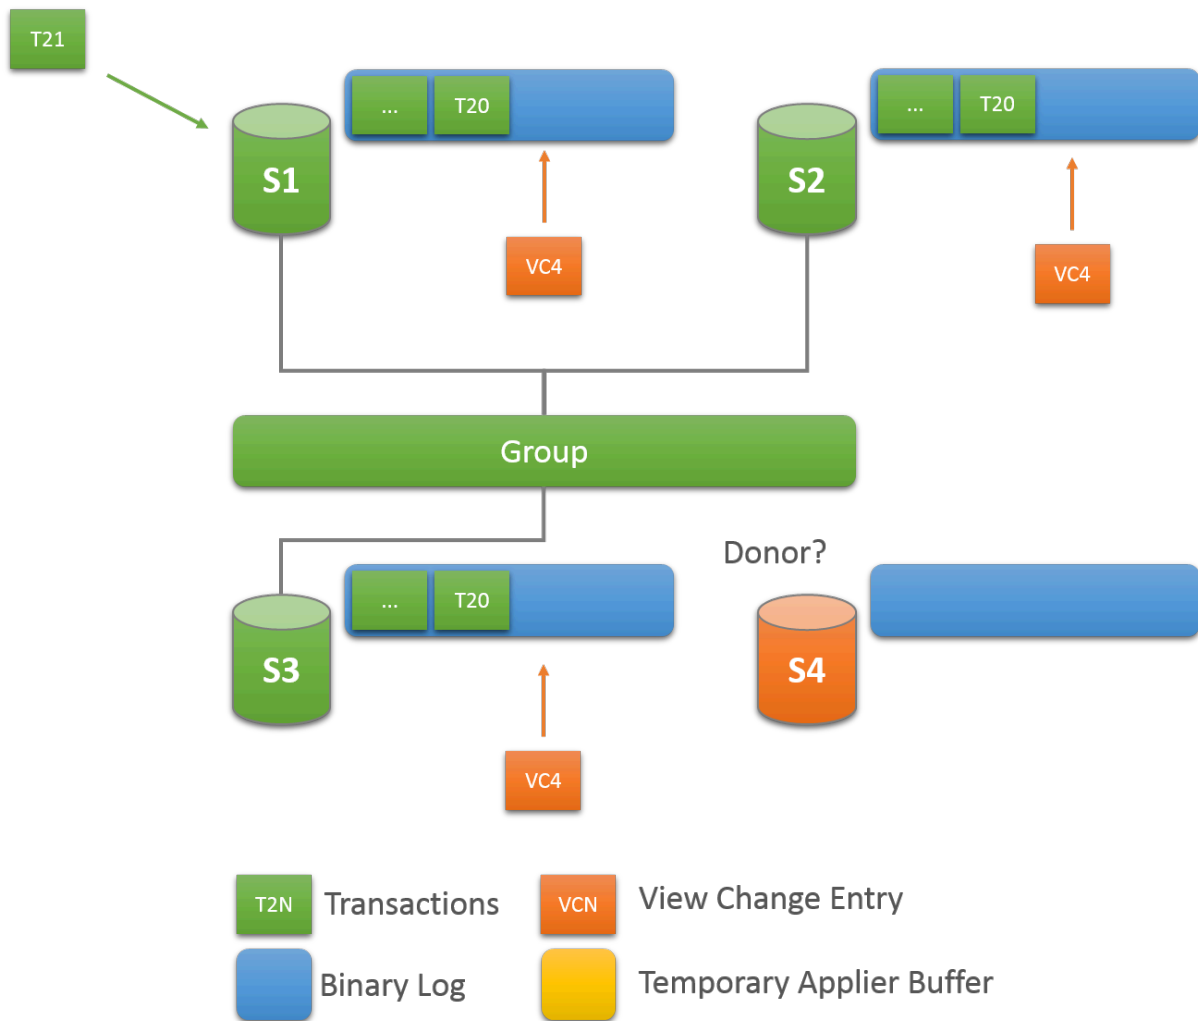 T21
... T20
S1
VC4
... T20
S2
VC4
Group
... T20
S3
VC4
Donor?
S4
T2N Transactions
VCN View Change Entry
Binary Log
Temporary Applier Buffer